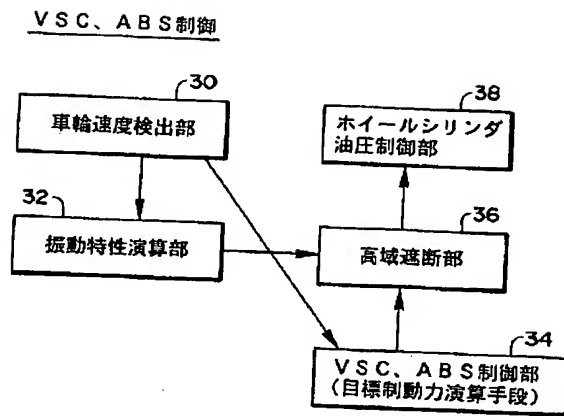 VSC、ABS制御
30
車輪速度検出部
38
ホイールシリンダ
油圧制御部
32
振動特性演算部
36
高域遮断部
34
VSC、ABS制御部
(目標制動力演算手段)